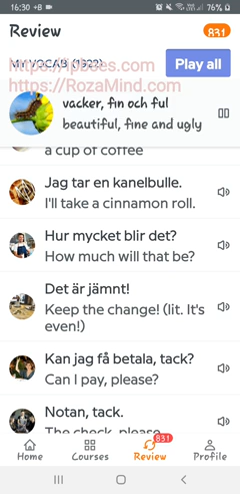 16:30
76%
Review
831
MY VOCAB (1622)
https://ipieces.com
https://RozaMind.com
Play all
vacker, fin och ful
beautiful, fine and ugly
a cup of coffee
Jag tar en kanelbulle.
I'll take a cinnamon roll.
Hur mycket blir det?
How much will that be?
Det är jämnt!
Keep the change! (lit. It's
even!)
Kan jag få betala, tack?
Can I pay, please?
Notan, tack.
The check, please
831
Home
Courses
Review
Profile